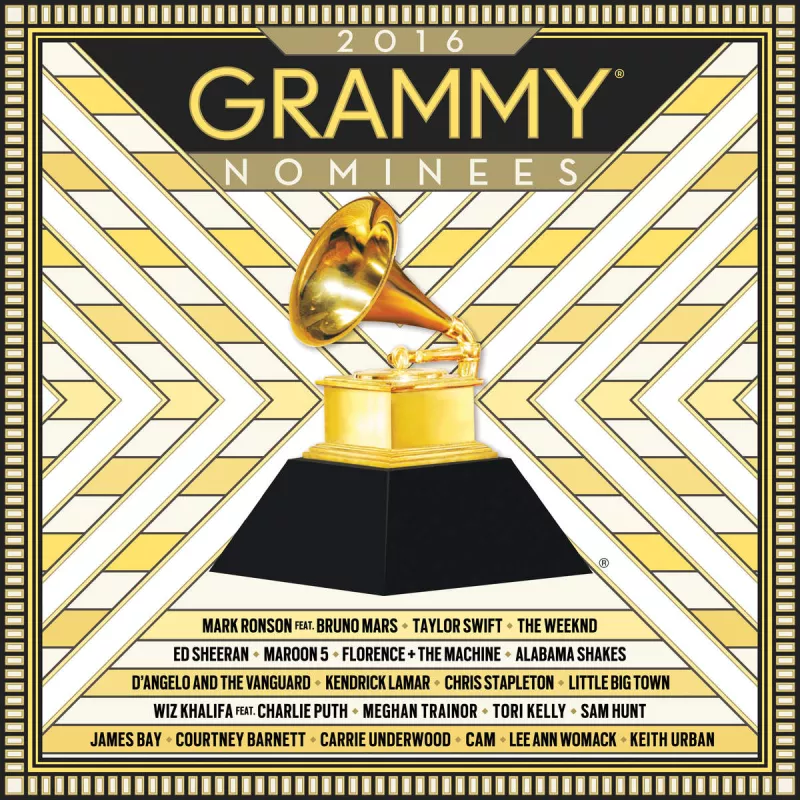 2016
GRAMMY®
NOMINEES
®
MARK RONSON FEAT. BRUNO MARS • TAYLOR SWIFT • THE WEEKND
ED SHEERAN • MAROON 5 • FLORENCE + THE MACHINE • ALABAMA SHAKES
D'ANGELO AND THE VANGUARD • KENDRICK LAMAR • CHRIS STAPLETON • LITTLE BIG TOWN
WIZ KHALIFA FEAT. CHARLIE PUTH • MEGHAN TRAINOR • TORI KELLY • SAM HUNT
JAMES BAY • COURTNEY BARNETT • CARRIE UNDERWOOD • CAM • LEE ANN WOMACK • KEITH URBAN